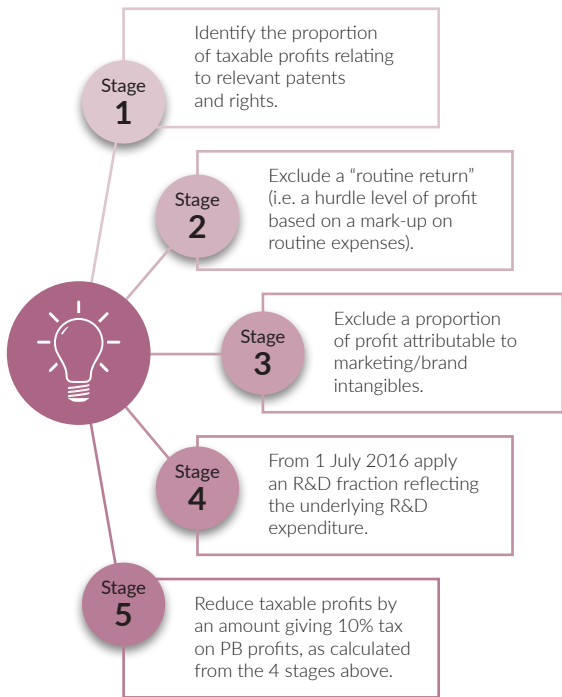 Stage
1
Identify the proportion
of taxable profits relating
to relevant patents
and rights.
Stage
2
Exclude a “routine return”
(i.e. a hurdle level of profit
based on a mark-up on
routine expenses).
Stage
3
Exclude a proportion
of profit attributable to
marketing/brand
intangibles.
Stage
4
From 1 July 2016 apply
an R&D fraction reflecting
the underlying R&D
expenditure.
Stage
5
Reduce taxable profits by
an amount giving 10% tax
on PB profits, as calculated
from the 4 stages above.